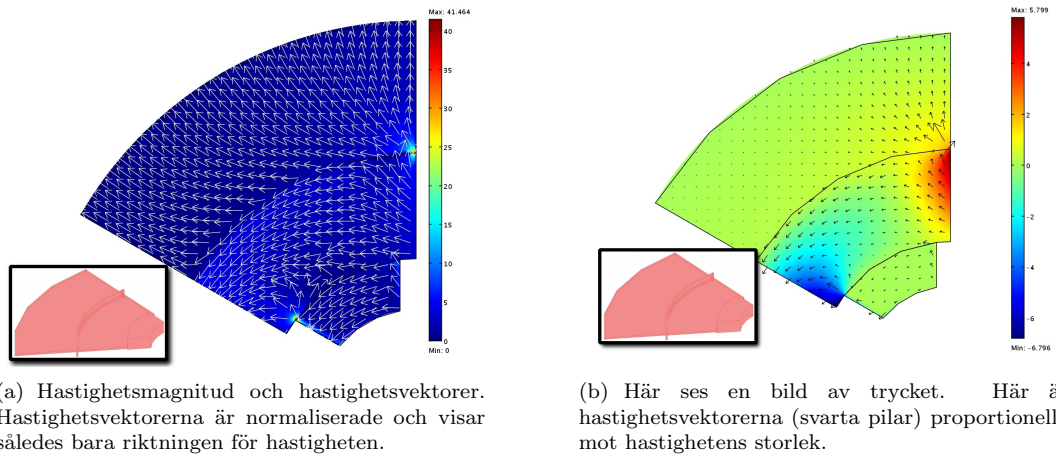 Max: 41.464
40
35
30
25
20
15
10
5
0
Min: 0
Max: 5.799
4
2
0
-2
-4
-6
Min: -6.796
(a) Hastighetsmagnitud och hastighetsvektorer.
Hastighetsvektorerna är normaliserade och visar
således bara riktningen för hastigheten.
(b) Här ses en bild av trycket. Här ä
hastighetsvektorerna (svarta pilar) proportionell
mot hastighetens storlek.